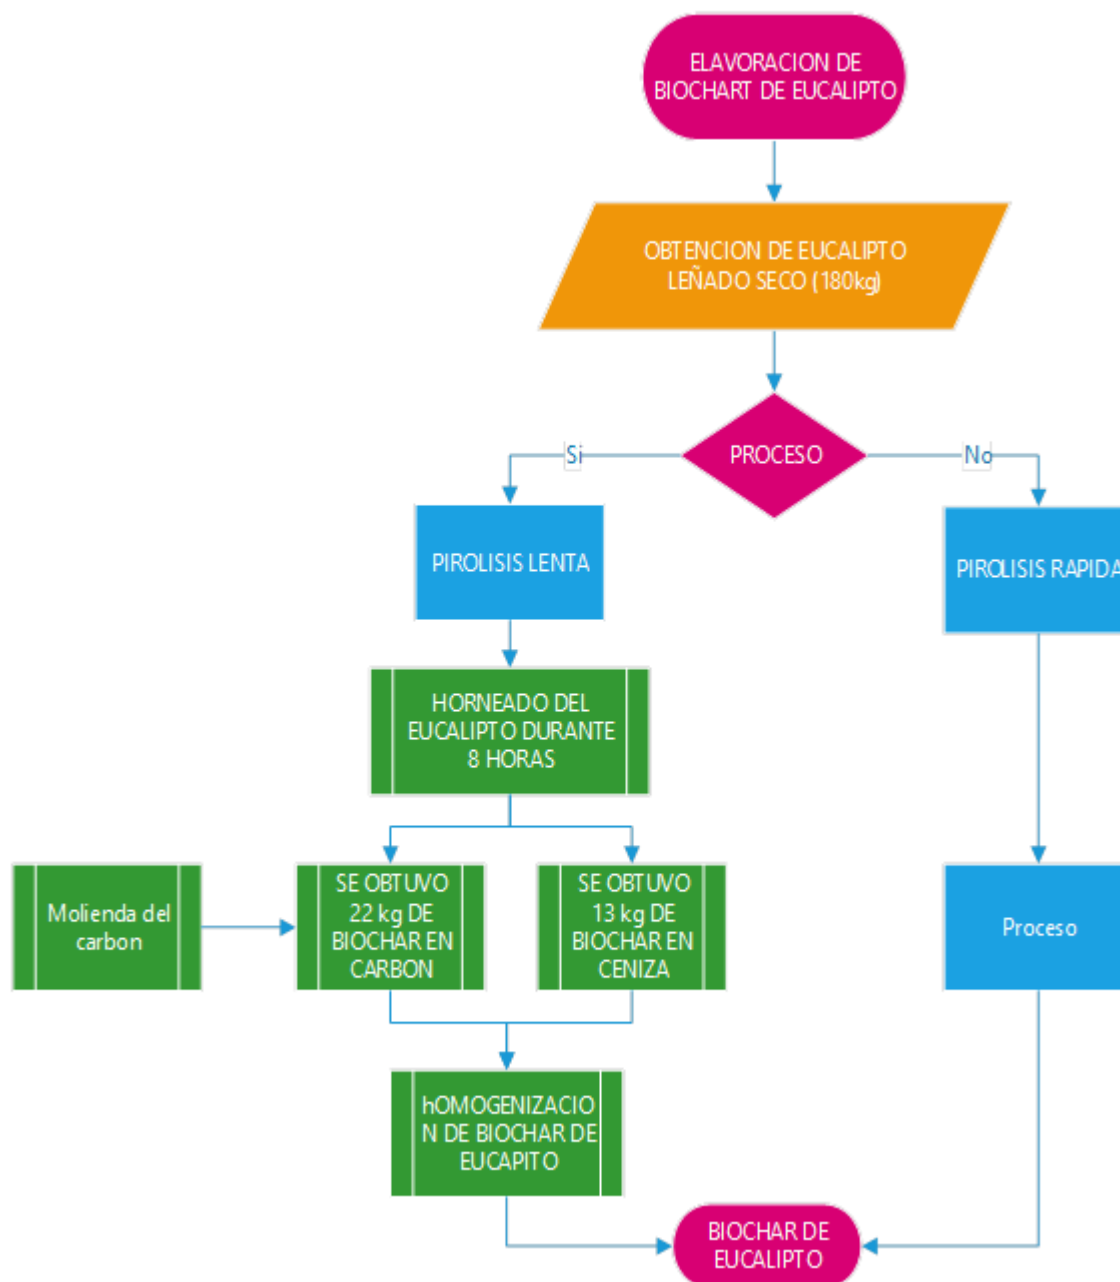 ELAVORACION DE
BIOCHART DE EUCALIPTO
OBTENCION DE EUCALIPTO
LEÑADO SECO (180kg)
PROCESO
Si
No
PIROLISIS LENTA
PIROLISIS RAPIDA
HORNEADO DEL
EUCALIPTO DURANTE
8 HORAS
Molienda del
carbon
SE OBTUVO
22 kg DE
BIOCHAR EN
CARBON
SE OBTUVO
13 kg DE
BIOCHAR EN
CENIZA
Proceso
hOMOGENIZACIO
N DE BIOCHAR DE
EUCAPITO
BIOCHAR DE
EUCALIPTO